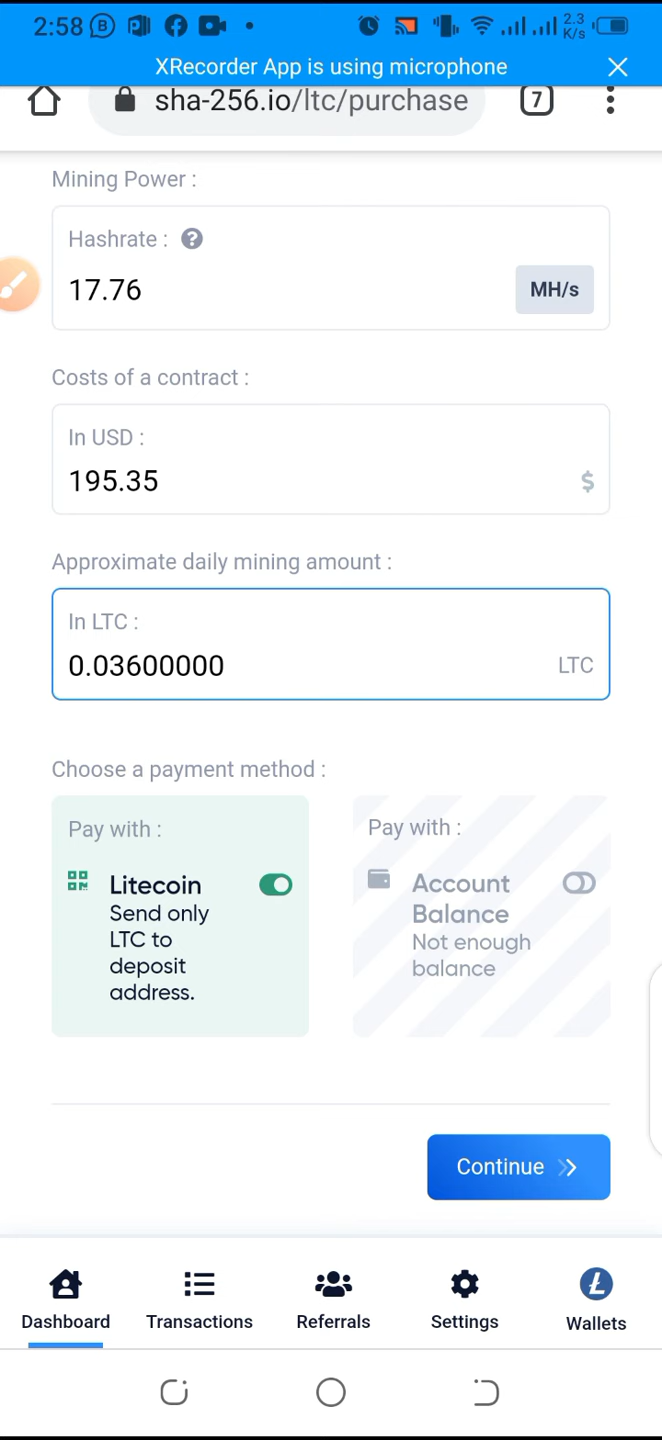 2:58
2.3
K/s
XRecorder App is using microphone
sha-256.io/ltc/purchase
7
Mining Power :
Hashrate : ?
17.76
MH/s
Costs of a contract :
In USD :
195.35
$
Approximate daily mining amount :
In LTC :
0.03600000
LTC
Choose a payment method :
Pay with :
Litecoin
Send only
LTC to
deposit
address.
Pay with :
Account
Balance
Not enough
balance
Continue
Dashboard
Transactions
Referrals
Settings
Wallets